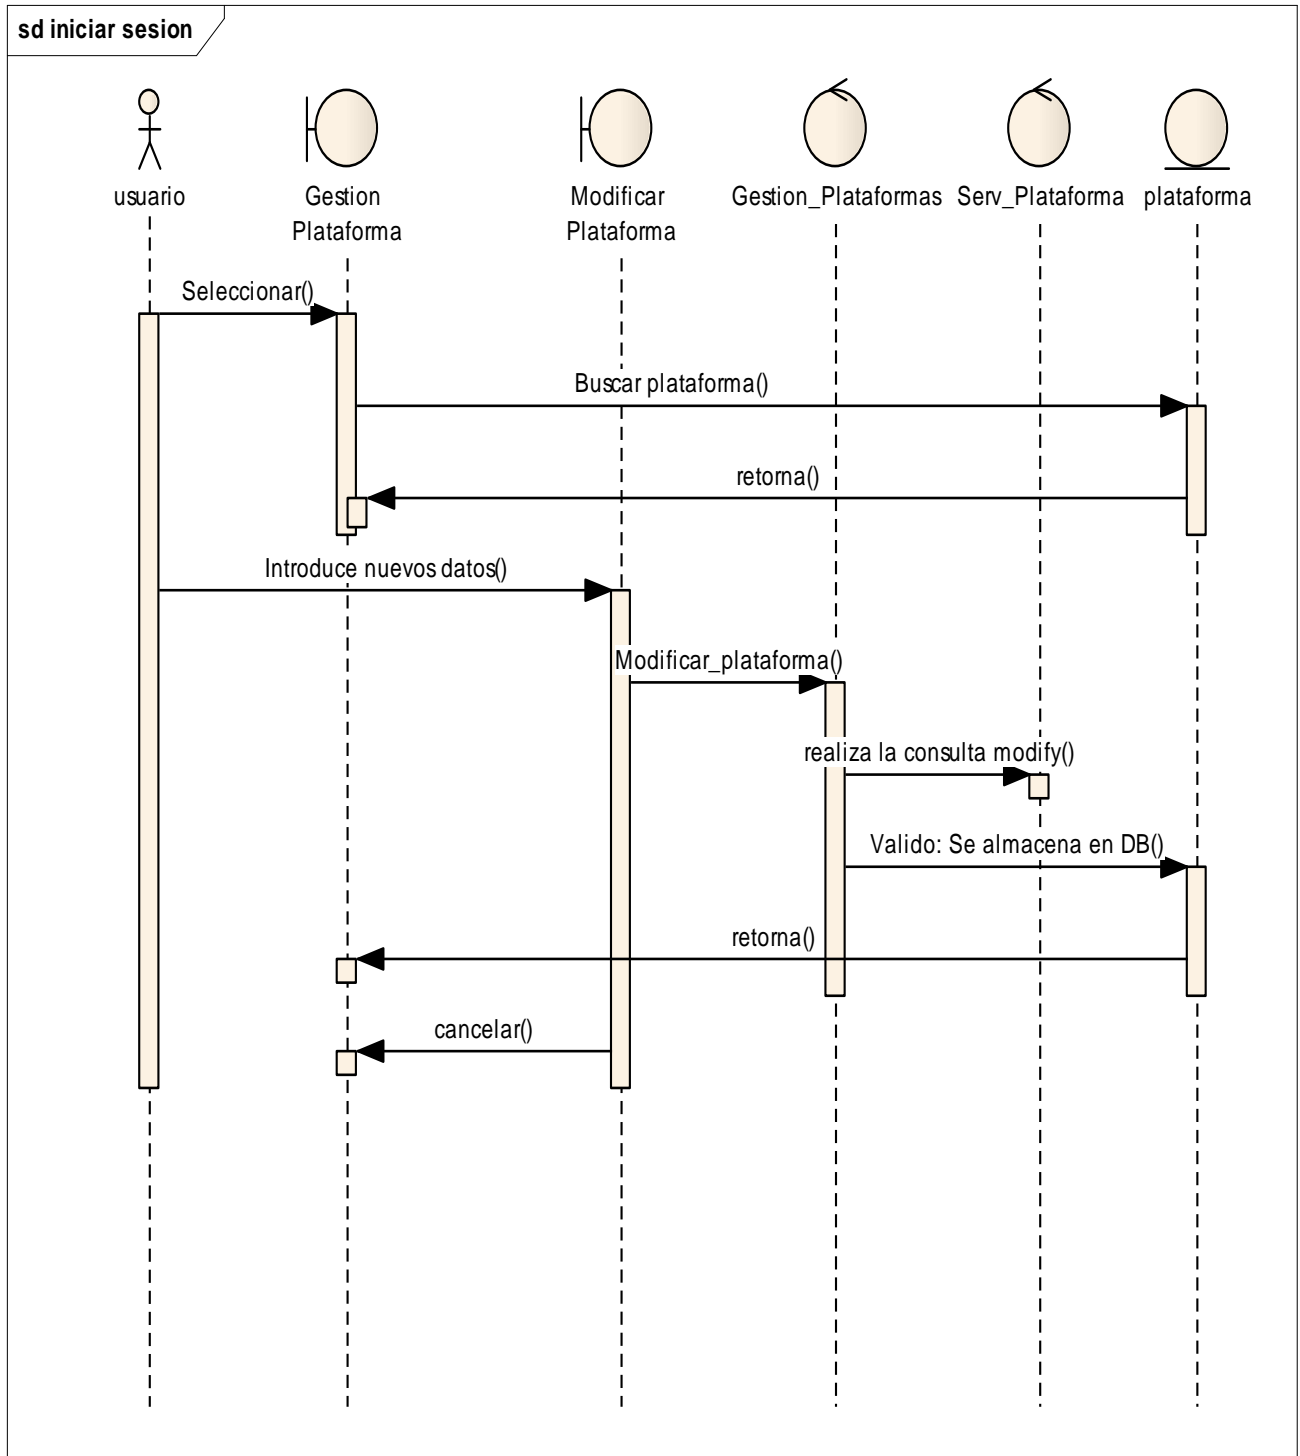 sd iniciar sesion
usuario
Gestion
Plataforma
Modificar
Plataforma
Gestion_Plataformas
Serv_Plataforma
plataforma
Seleccionar()
Buscar plataforma()
retorna()
Introduce nuevos datos()
Modificar_plataforma()
realiza la consulta modify()
Valido: Se almacena en DB()
retorna()
cancelar()